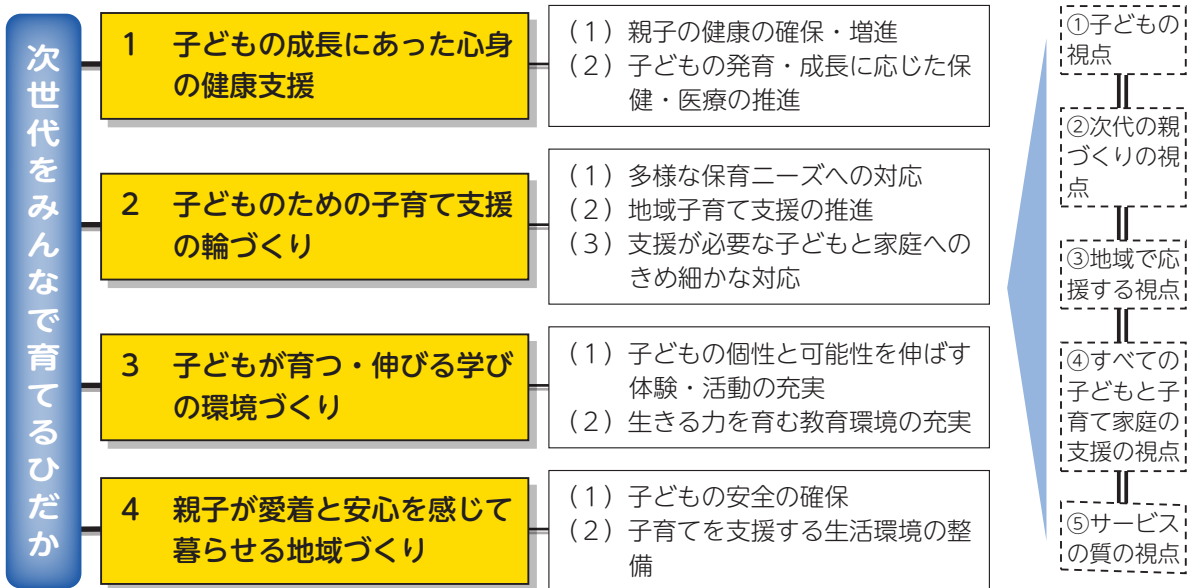 次世代をみんなで育てるひだか
1 子どもの成長にあった心身
の健康支援
(1)親子の健康の確保・増進
(2)子どもの発育・成長に応じた保
健・医療の推進
2 子どものための子育て支援
の輪づくり
(1)多様な保育ニーズへの対応
(2)地域子育て支援の推進
(3)支援が必要な子どもと家庭への
きめ細かな対応
3 子どもが育つ・伸びる学び
の環境づくり
(1)子どもの個性と可能性を伸ばす
体験・活動の充実
(2)生きる力を育む教育環境の充実
4 親子が愛着と安心を感じて
暮らせる地域づくり
(1)子どもの安全の確保
(2)子育てを支援する生活環境の整
備
①子どもの
視点
②次代の親
づくりの視
点
③地域で応
援する視点
④すべての
子どもと子
育て家庭の
支援の視点
⑤サービス
の質の視点